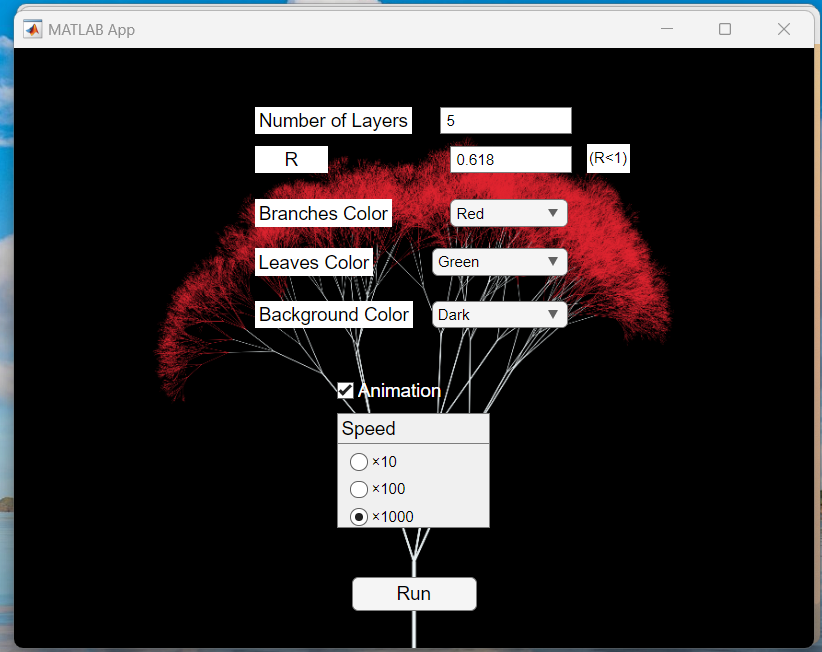 MATLAB App
Number of Layers 5
R 0.618 (R<1)
Branches Color Red
Leaves Color Green
Background Color Dark
Animation
Speed
×10
×100
×1000
Run